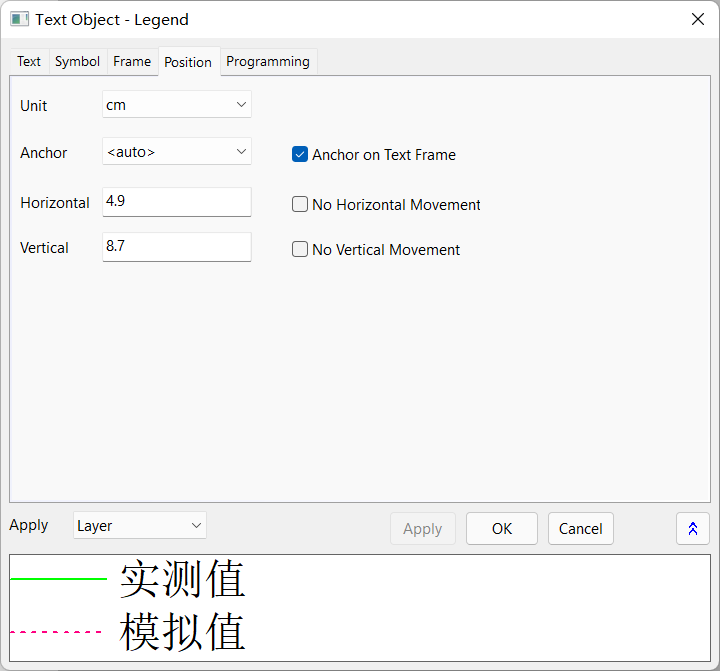 Text Object - Legend
Text Symbol Frame Position Programming
Unit cm
Anchor <auto> Anchor on Text Frame
Horizontal 4.9 No Horizontal Movement
Vertical 8.7 No Vertical Movement
Apply Layer Apply OK Cancel
实测值
模拟值